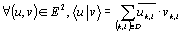 ∀(u,v)∈E², ⟨u|v⟩ = ∑_{(k,l)∈D} \overline{u_{k,l}} · v_{k,l}